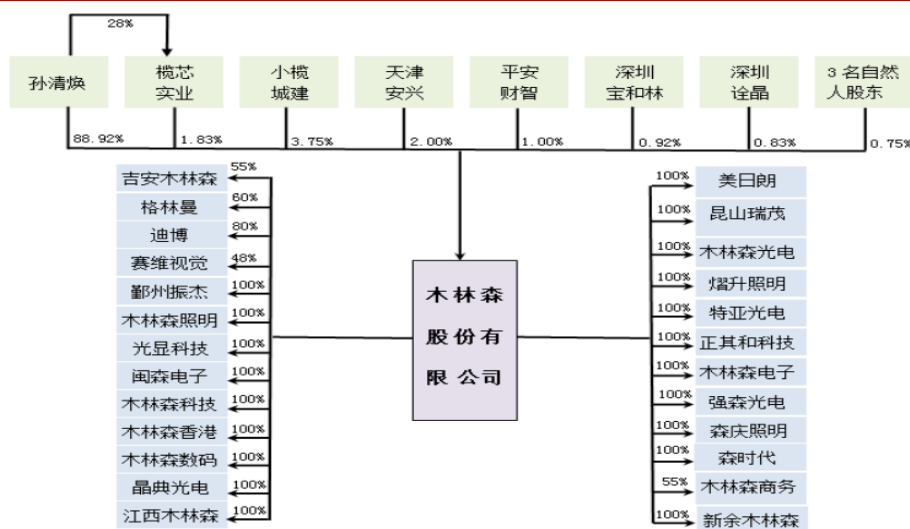 28%
孙清焕
榄芯
实业
小榄
城建
天津
安兴
平安
财智
深圳
宝和林
深圳
诠晶
3 名自然
人股东
88.92%
1.83%
3.75%
2.00%
1.00%
0.92%
0.83%
0.75%
吉安木林森 55%
格林曼 60%
迪博 80%
赛维视觉 48%
鄞州振杰 100%
木林森照明 100%
光显科技 100%
闽森电子 100%
木林森科技 100%
木林森香港 100%
木林森数码 100%
晶典光电 100%
江西木林森 100%
木林森
股份有
限 公司
100% 美日朗
100% 昆山瑞茂
100% 木林森光电
100% 熠升照明
100% 特亚光电
100% 正其和科技
100% 木林森电子
100% 强森光电
100% 森庆照明
100% 森时代
55% 木林森商务
100% 新余木林森